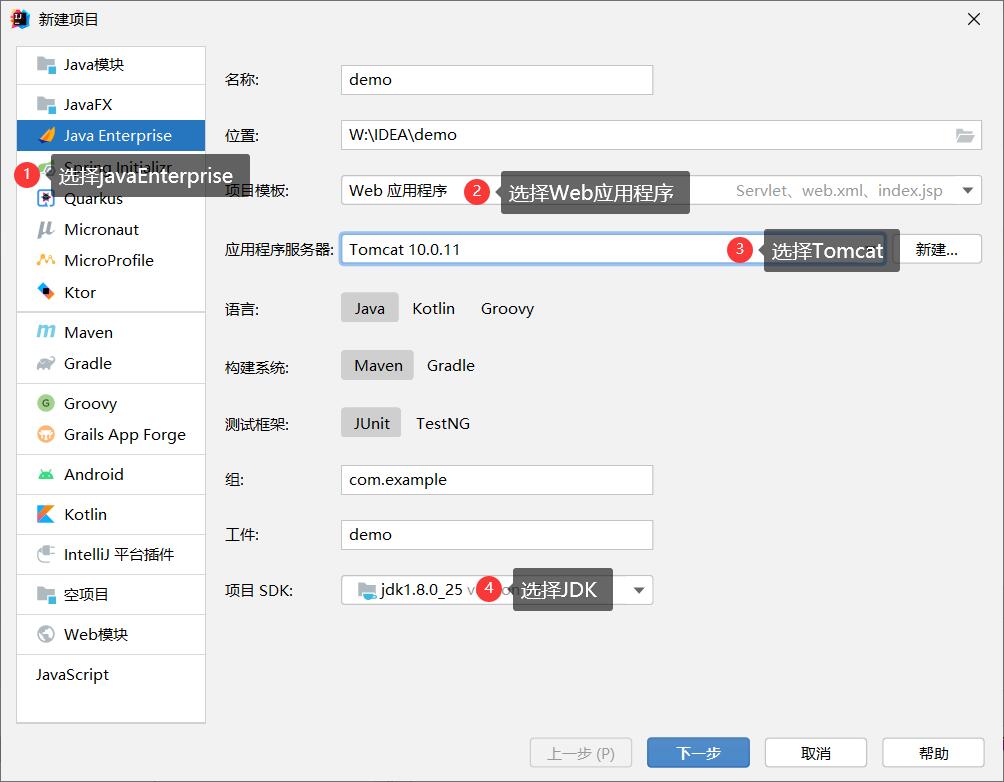 新建项目
Java模块
JavaFX
Java Enterprise
Spring Initializr
1 选择javaEnterprise
Quarkus
Micronaut
MicroProfile
Ktor
Maven
Gradle
Groovy
Grails App Forge
Android
Kotlin
IntelliJ 平台插件
空项目
Web模块
JavaScript
名称: demo
位置: W:\IDEA\demo
项目模板: Web 应用程序 2 选择Web应用程序 Servlet、web.xml、index.jsp
应用程序服务器: Tomcat 10.0.11 3 选择Tomcat 新建...
语言: Java Kotlin Groovy
构建系统: Maven Gradle
测试框架: JUnit TestNG
组: com.example
工件: demo
项目 SDK: jdk1.8.0_25 4 选择JDK
上一步 (P) 下一步 取消 帮助